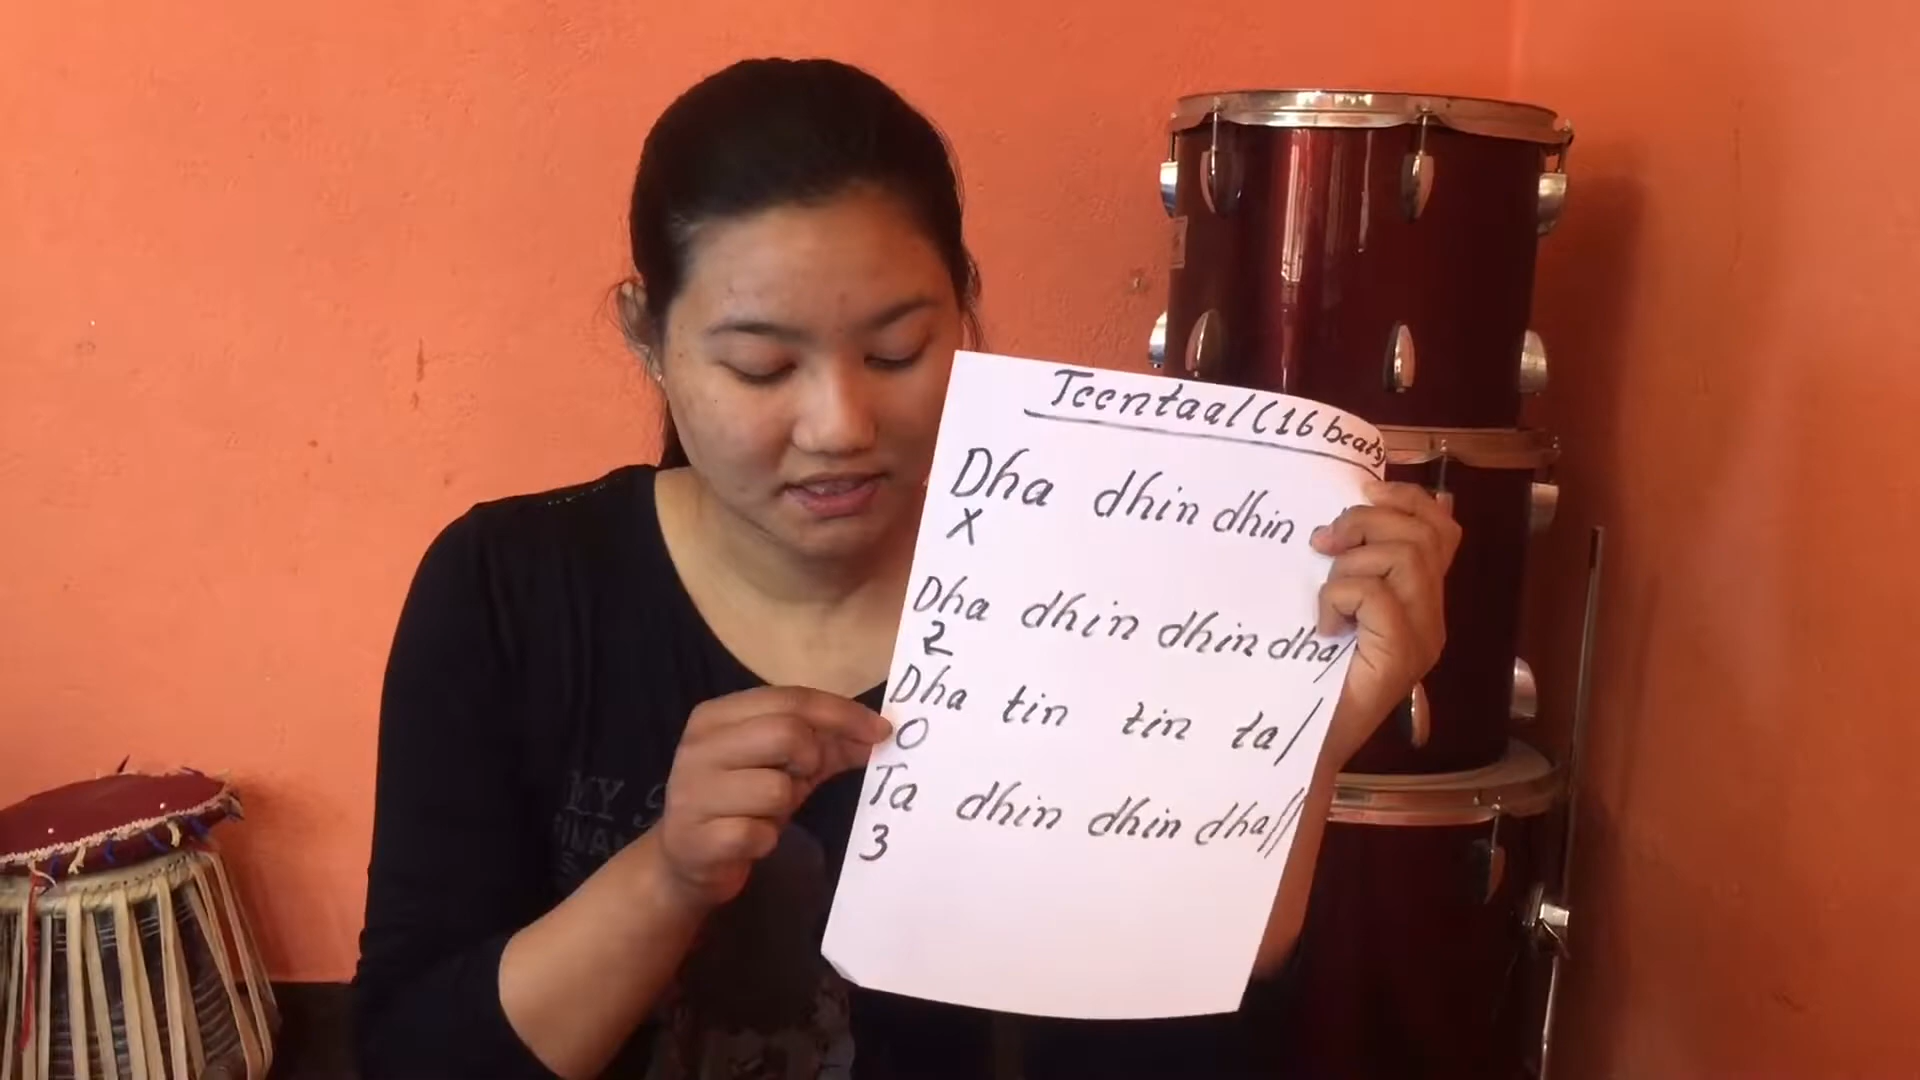 Teentaal (16 beats)
Dha dhin dhin
X
Dha dhin dhin dha/
2
Dha tin tin ta/
0
Ta dhin dhin dha//
3
MY